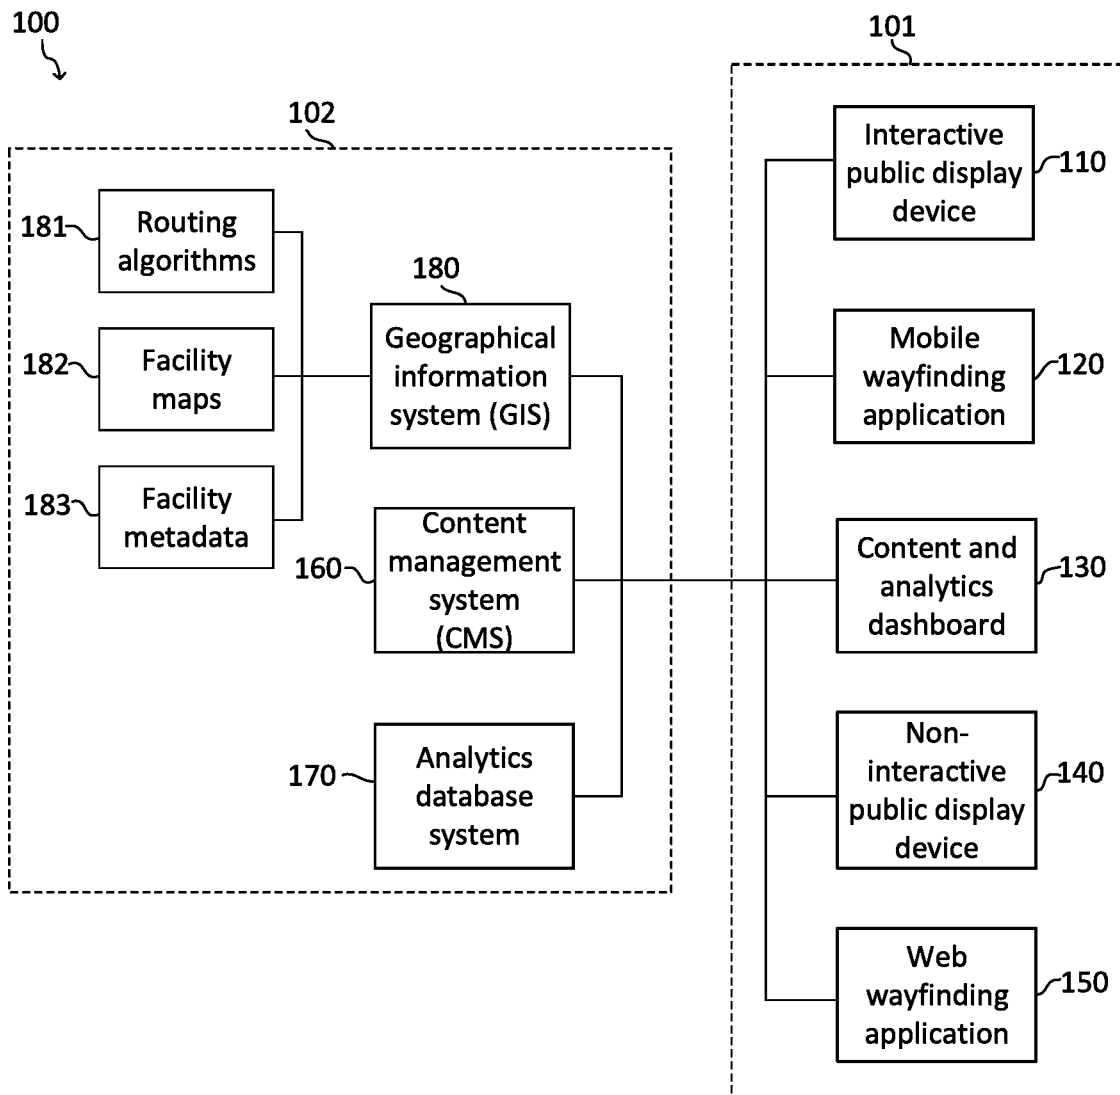 100
101
102
Interactive
public display
device
110
181
Routing
algorithms
180
Geographical
information
system (GIS)
182
Facility
maps
Mobile
wayfinding
application
120
183
Facility
metadata
160
Content
management
system
(CMS)
Content and
analytics
dashboard
130
170
Analytics
database
system
Non-
interactive
public display
device
140
Web
wayfinding
application
150